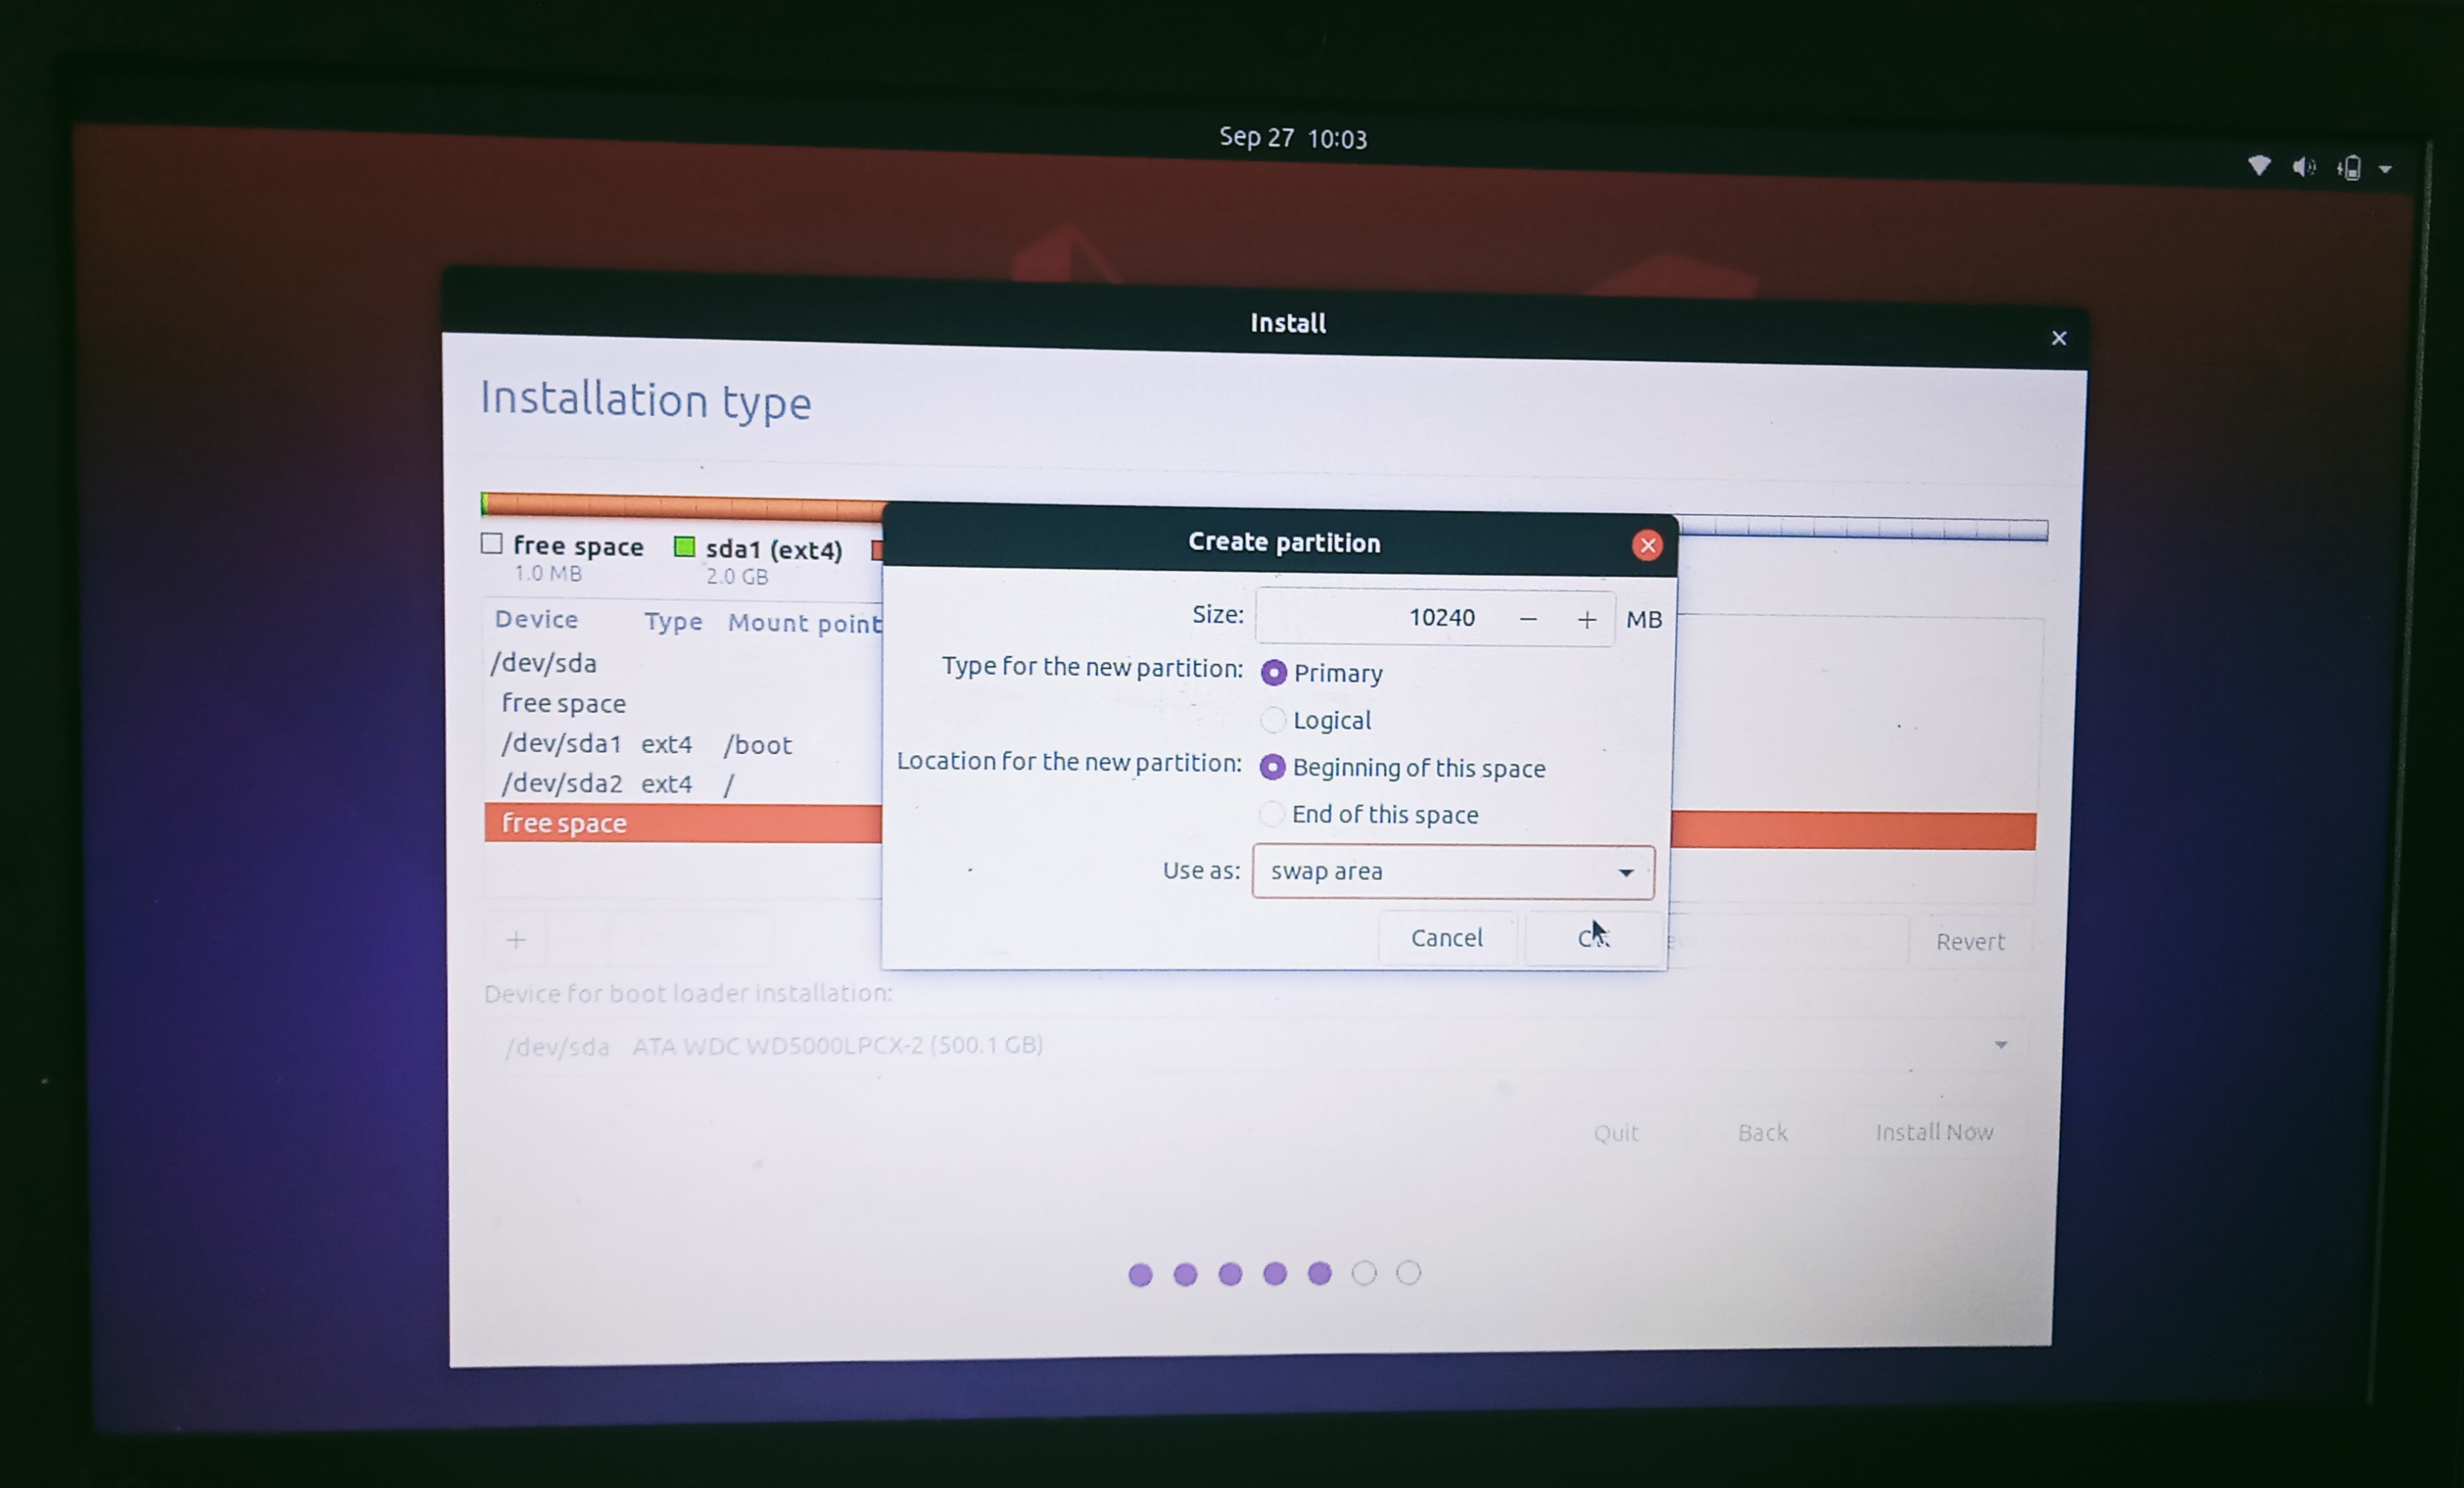 Sep 27 10:03
Install
Installation type
free space
1.0 MB
sda1 (ext4)
2.0 GB
Device Type Mount point
/dev/sda
free space
/dev/sda1 ext4 /boot
/dev/sda2 ext4 /
free space
+
Revert
Device for boot loader installation:
/dev/sda ATA WDC WD5000LPCX-2 (500.1 GB)
Quit Back Install Now
Create partition
Size: 10240 − + MB
Type for the new partition: Primary
Logical
Location for the new partition: Beginning of this space
End of this space
Use as: swap area
Cancel